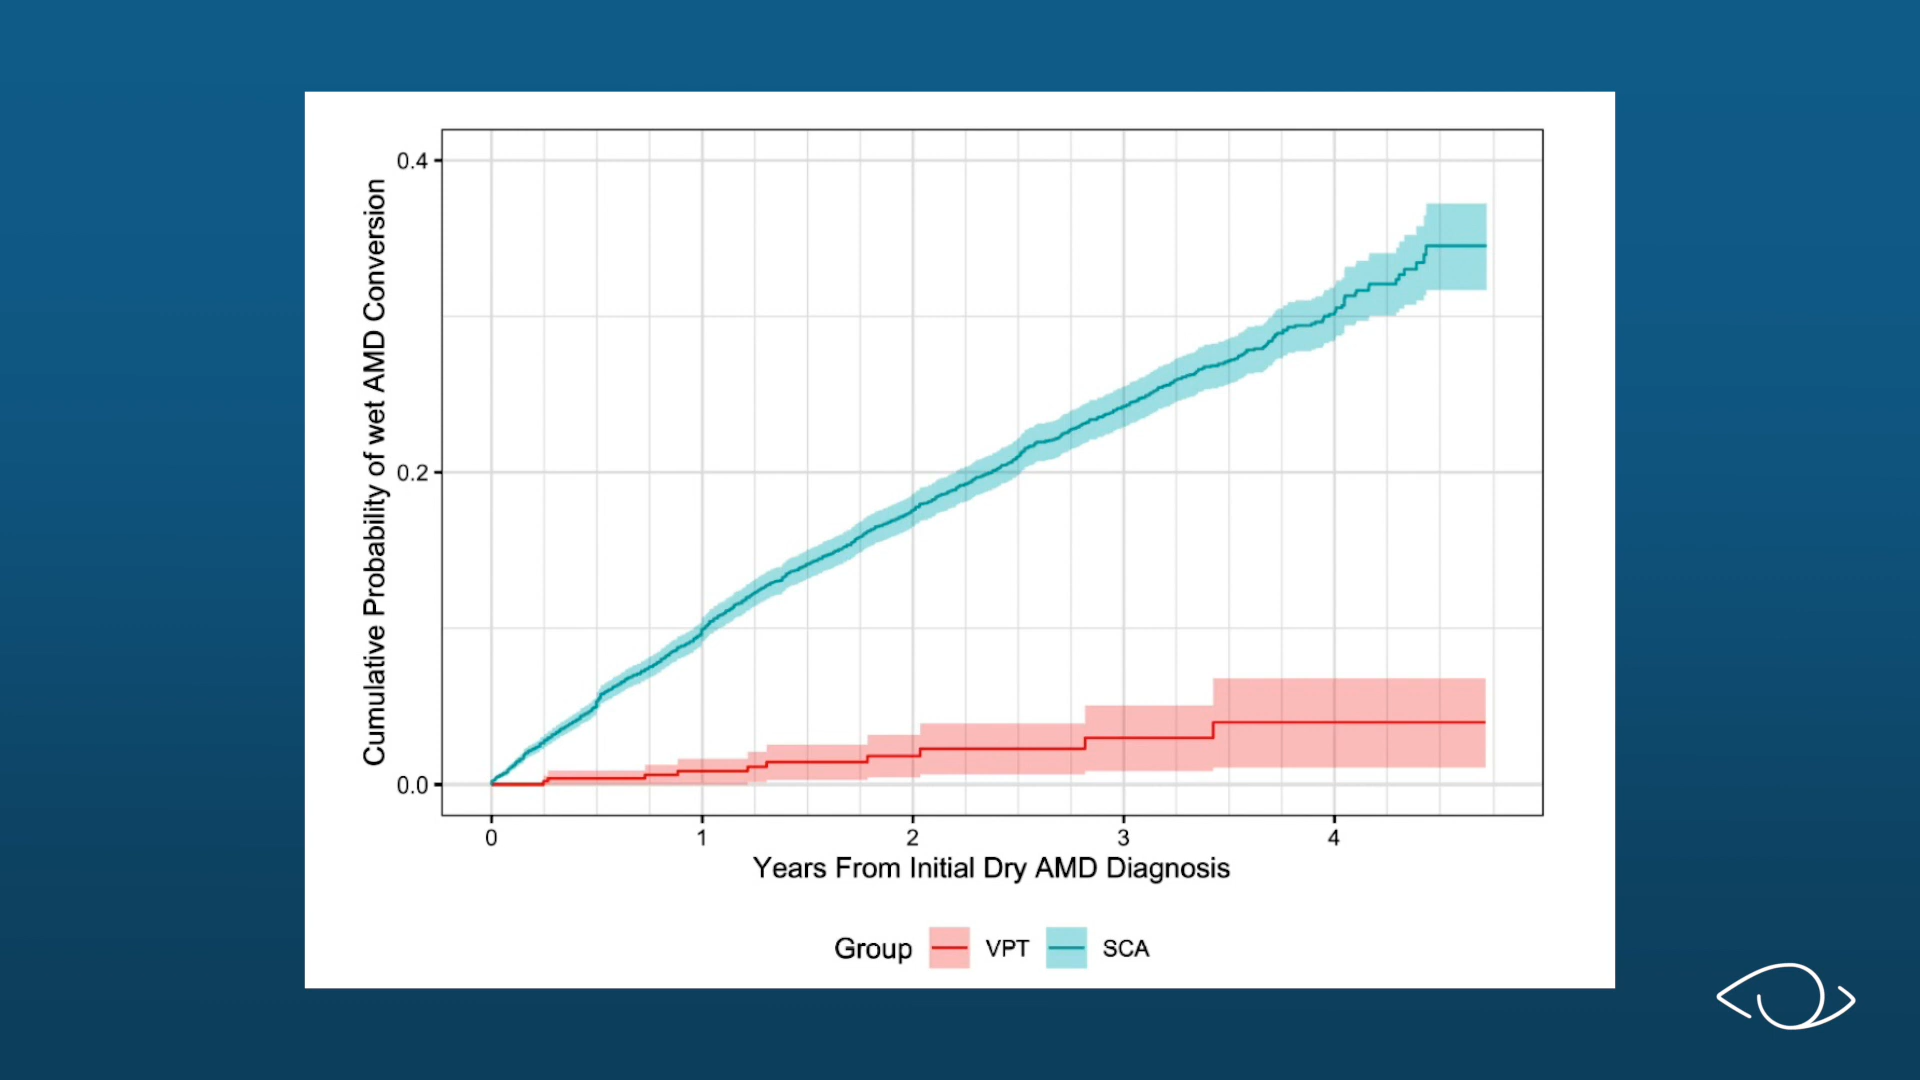 Cumulative Probability of wet AMD Conversion
0.4
0.2
0.0
0 1 2 3 4
Years From Initial Dry AMD Diagnosis
Group VPT SCA